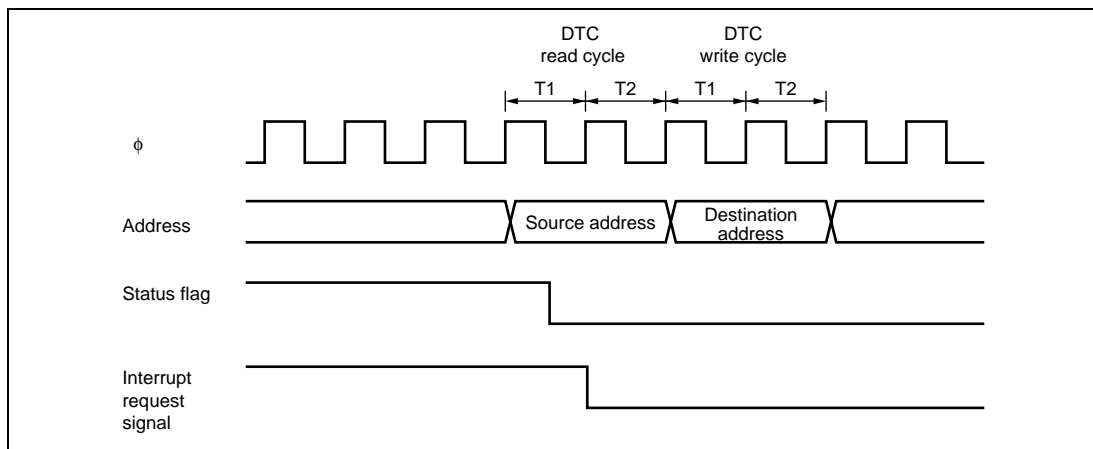 DTC
read cycle
DTC
write cycle
T1
T2
T1
T2
ϕ
Address
Source address
Destination
address
Status flag
Interrupt
request
signal